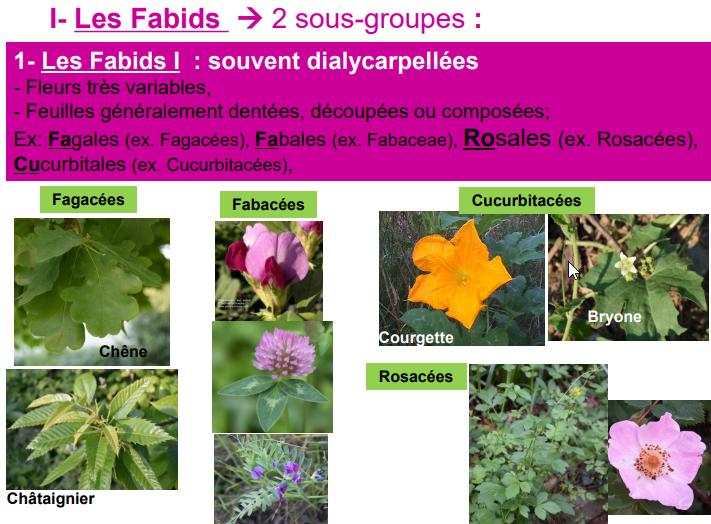 I- Les Fabids → 2 sous-groupes :
1- Les Fabids I : souvent dialycarpellées
- Fleurs très variables,
- Feuilles généralement dentées, découpées ou composées;
Ex: Fagales (ex. Fagacées), Fabales (ex. Fabaceae), Rosales (ex. Rosacées),
Cucurbitales (ex. Cucurbitacées),
Fagacées
Fabacées
Cucurbitacées
Chêne
Courgette
Bryone
Rosacées
Châtaignier